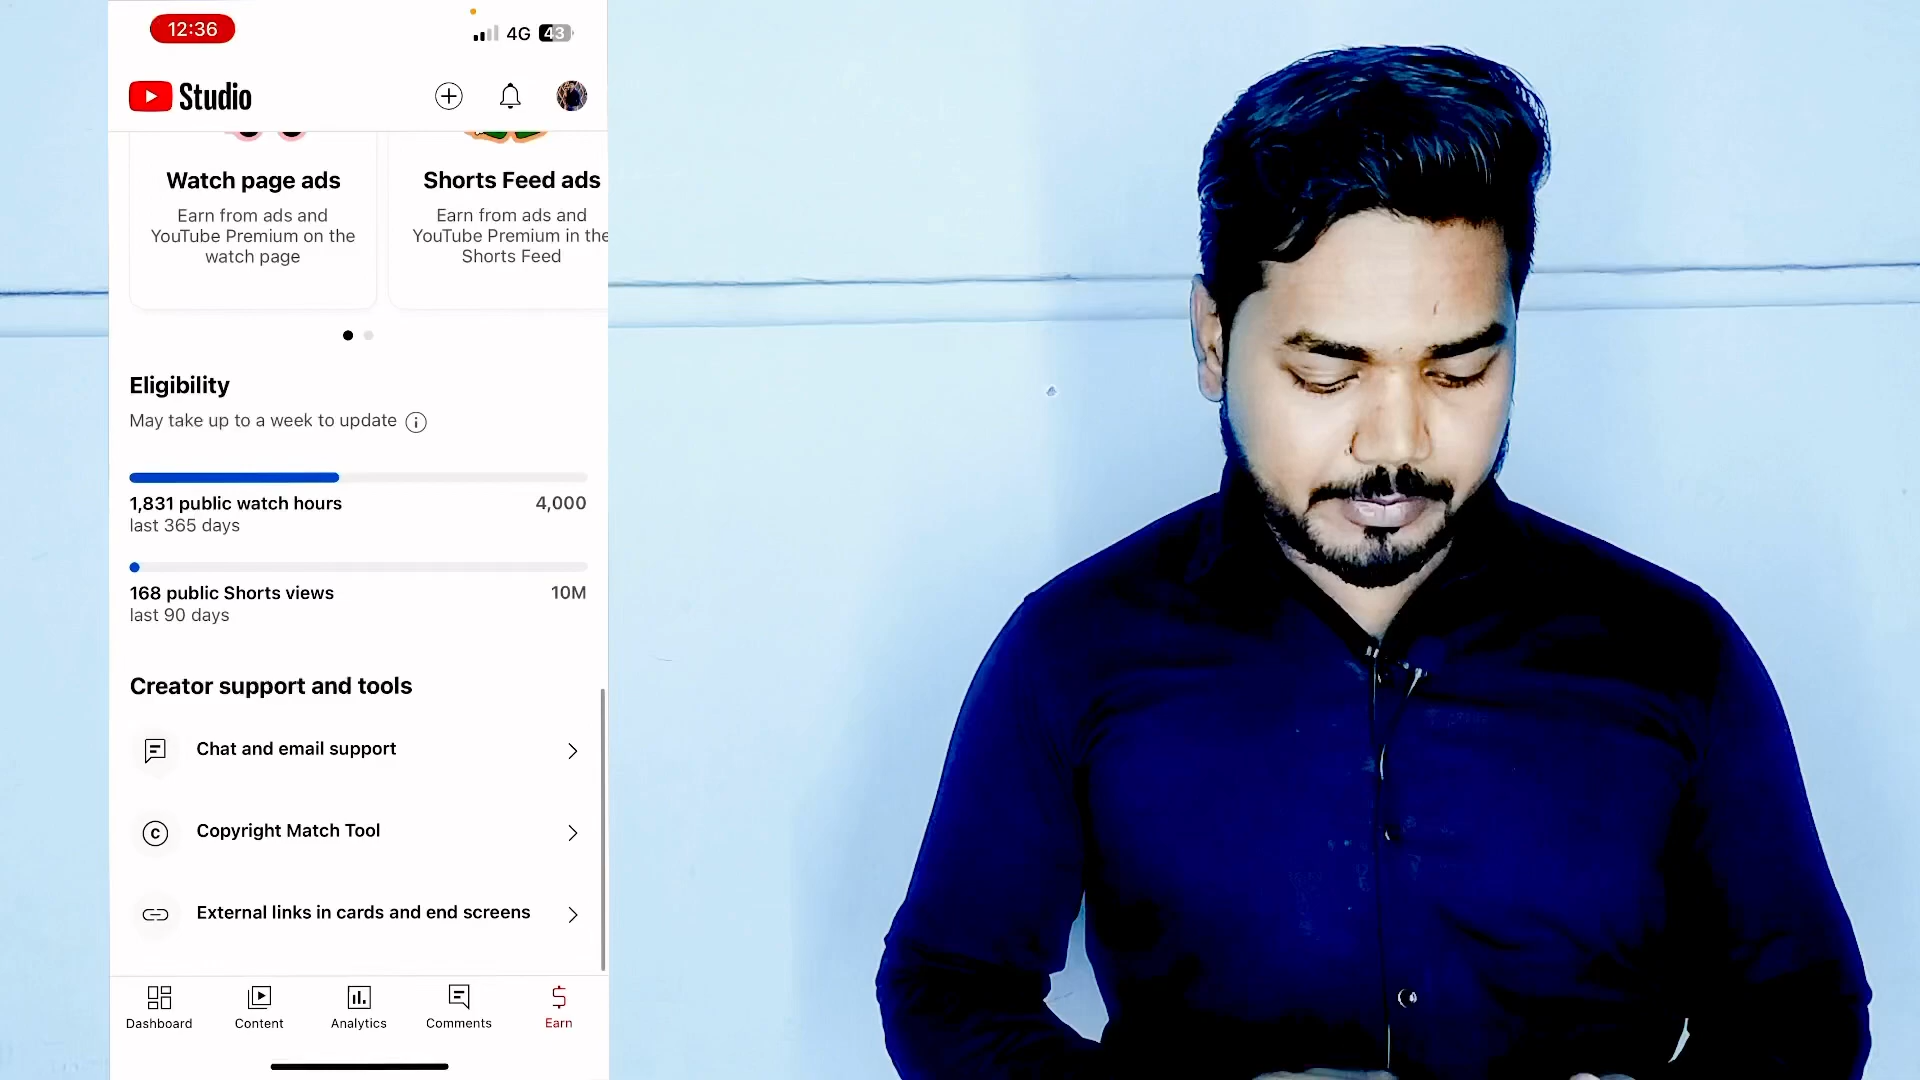 12:36
4G 43
Studio
Watch page ads
Earn from ads and
YouTube Premium on the
watch page
Shorts Feed ads
Earn from ads and
YouTube Premium in the
Shorts Feed
Eligibility
May take up to a week to update
1,831 public watch hours 4,000
last 365 days
168 public Shorts views 10M
last 90 days
Creator support and tools
Chat and email support
Copyright Match Tool
External links in cards and end screens
Dashboard Content Analytics Comments Earn